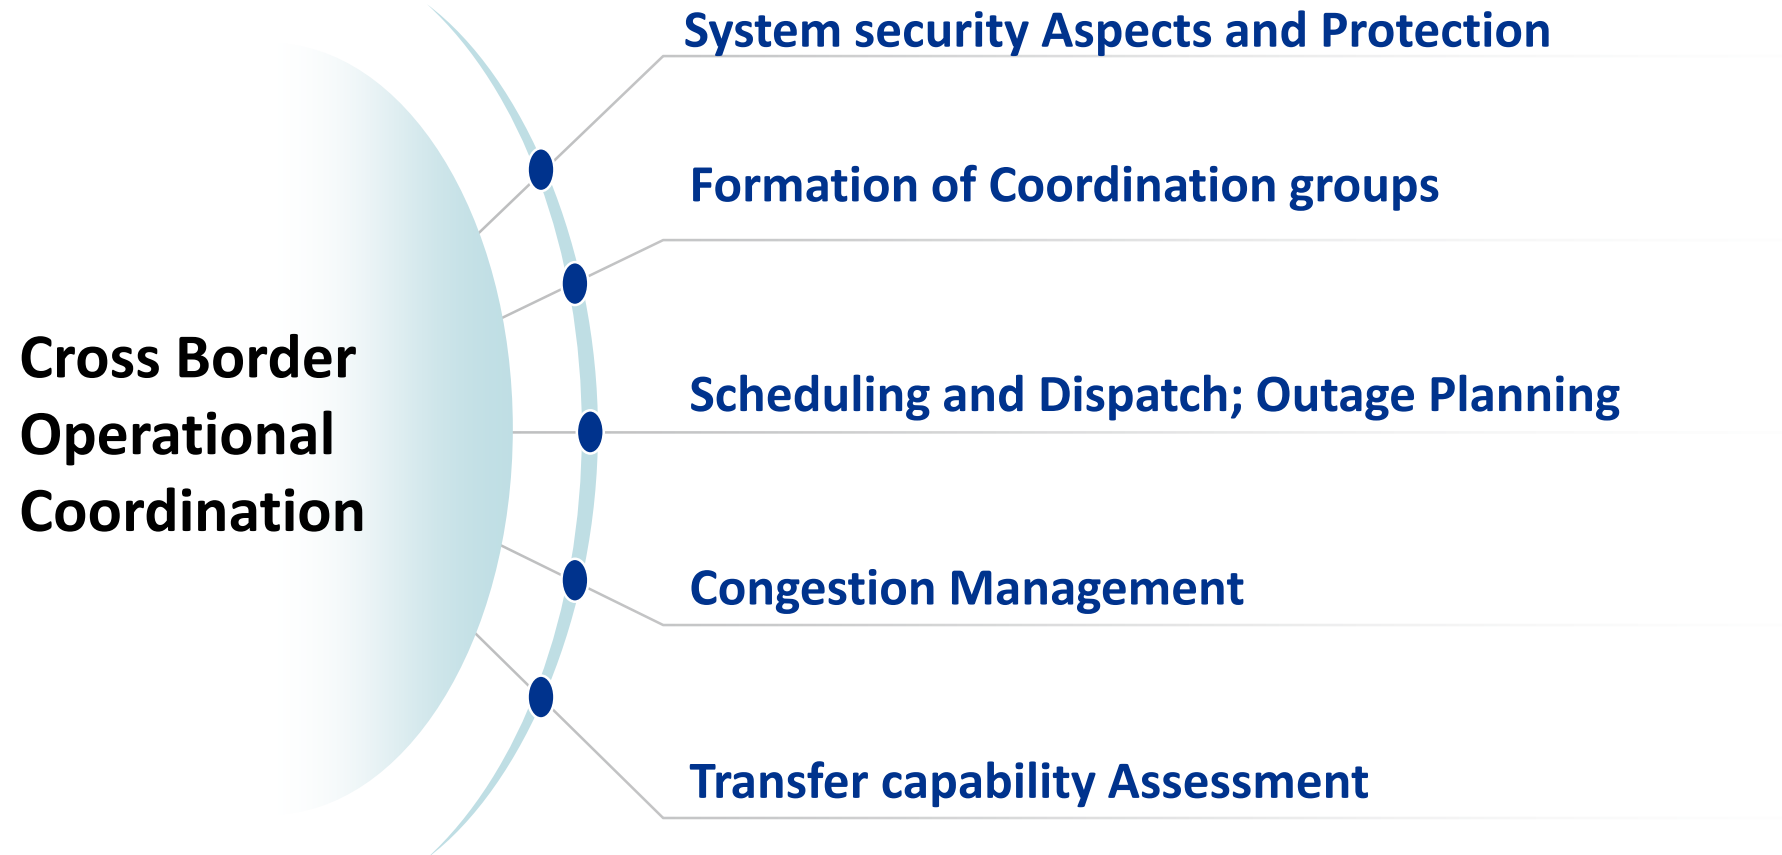 System security Aspects and Protection
Formation of Coordination groups
Cross Border
Operational
Coordination
Scheduling and Dispatch; Outage Planning
Congestion Management
Transfer capability Assessment